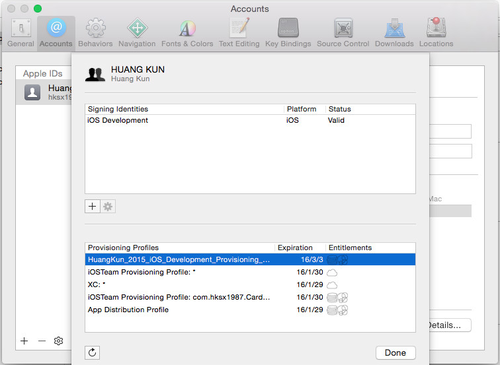 Accounts
General
Accounts
Behaviors
Navigation
Fonts & Colors
Text Editing
Key Bindings
Source Control
Downloads
Locations
Apple IDs
Huang
hksx198
HUANG KUN
Huang Kun
Signing Identities Platform Status
iOS Development iOS Valid
Mac
Provisioning Profiles Expiration Entitlements
HuangKun_2015_iOS_Development_Provisioning_... 16/3/3
iOSTeam Provisioning Profile: * 16/1/30
XC: * 16/1/29
iOSTeam Provisioning Profile: com.hksx1987.Card... 16/1/30
App Distribution Profile 16/1/29
Details...
Done